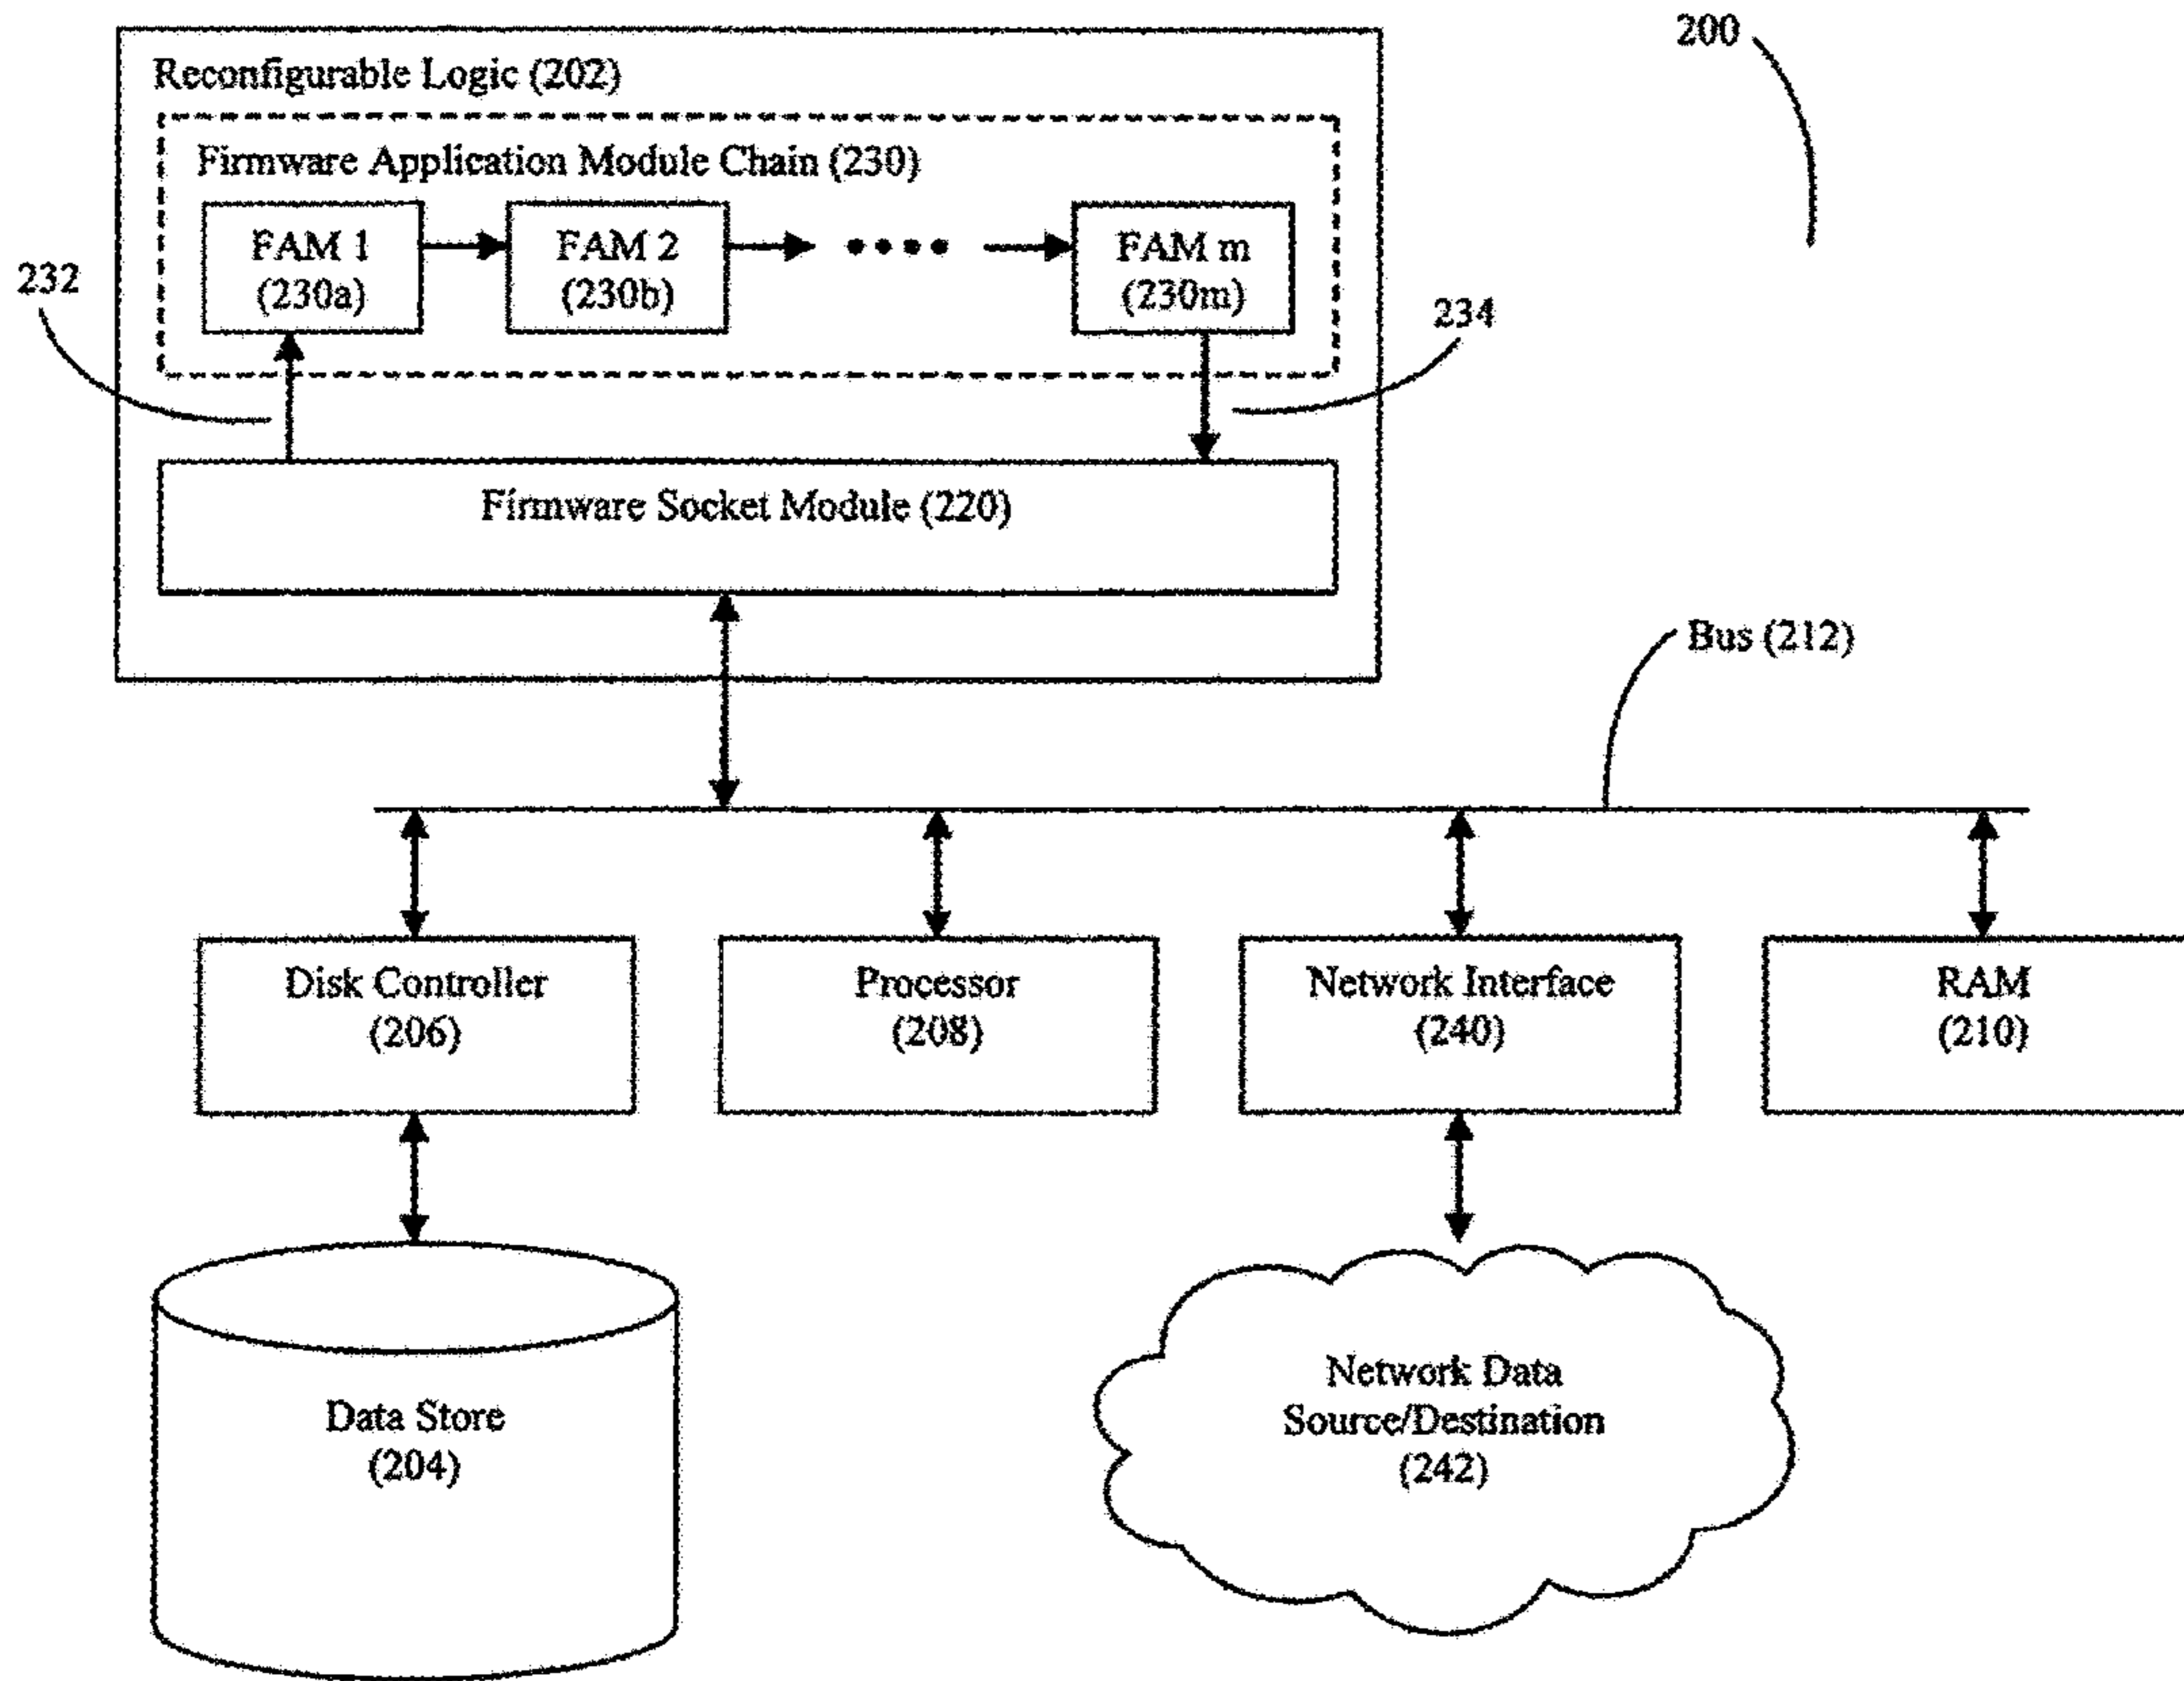 200
Reconfigurable Logic (202)
Firmware Application Module Chain (230)
FAM 1
(230a)
FAM 2
(230b)
FAM m
(230m)
232
234
Firmware Socket Module (220)
Bus (212)
Disk Controller
(206)
Processor
(208)
Network Interface
(240)
RAM
(210)
Data Store
(204)
Network Data
Source/Destination
(242)